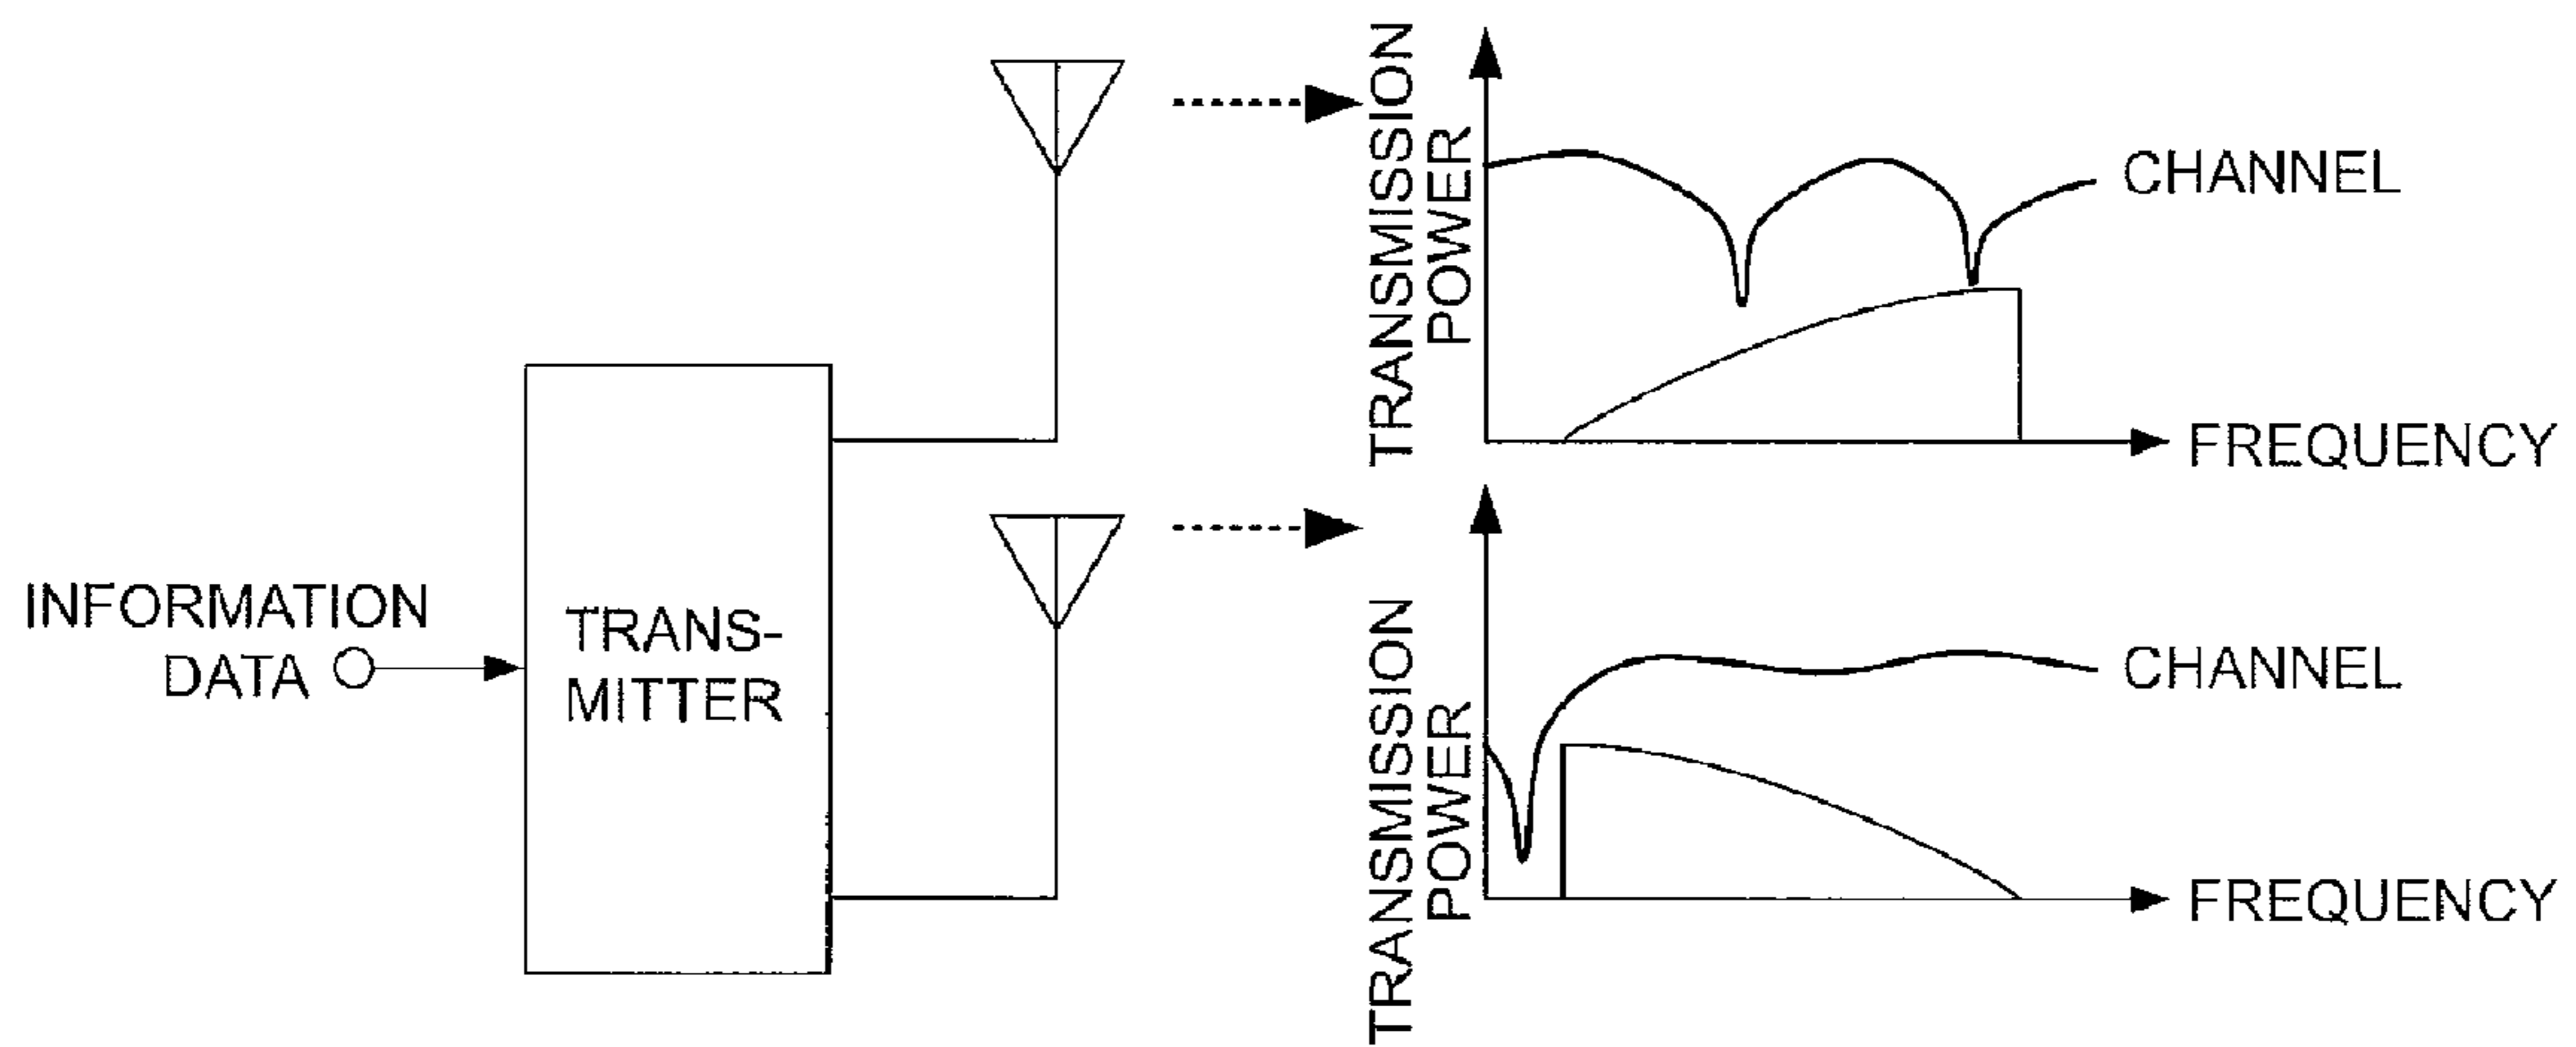 INFORMATION
DATA
TRANS-
MITTER
TRANSMISSION
POWER
CHANNEL
FREQUENCY
TRANSMISSION
POWER
CHANNEL
FREQUENCY